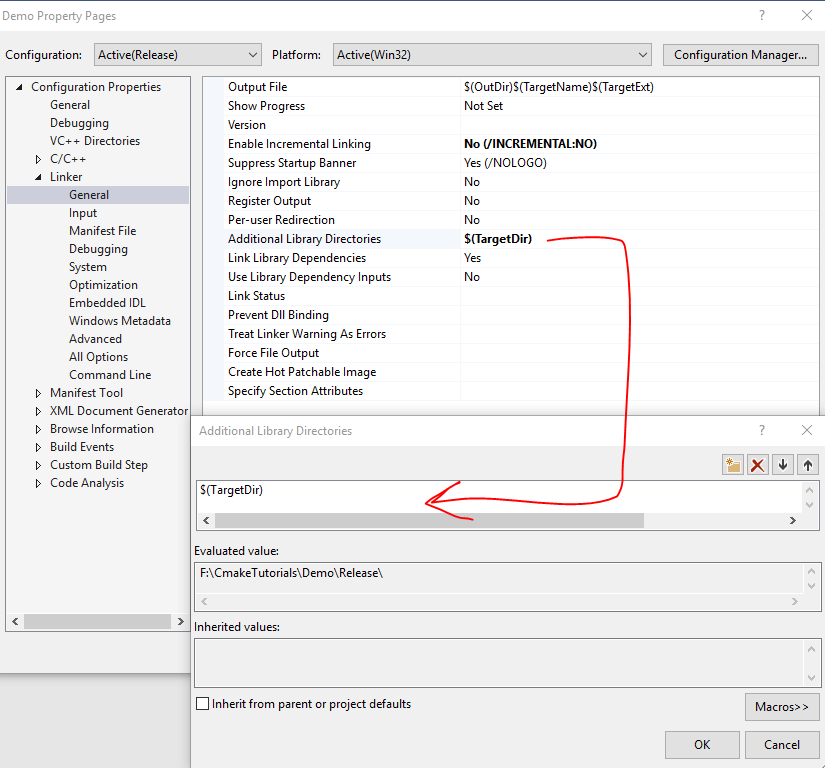 Demo Property Pages ?
Configuration: Active(Release) Platform: Active(Win32) Configuration Manager...
Configuration Properties
General
Debugging
VC++ Directories
C/C++
Linker
General
Input
Manifest File
Debugging
System
Optimization
Embedded IDL
Windows Metadata
Advanced
All Options
Command Line
Manifest Tool
XML Document Generator
Browse Information
Build Events
Custom Build Step
Code Analysis
Output File $(OutDir)$(TargetName)$(TargetExt)
Show Progress Not Set
Version
Enable Incremental Linking No (/INCREMENTAL:NO)
Suppress Startup Banner Yes (/NOLOGO)
Ignore Import Library No
Register Output No
Per-user Redirection No
Additional Library Directories $(TargetDir)
Link Library Dependencies Yes
Use Library Dependency Inputs No
Link Status
Prevent Dll Binding
Treat Linker Warning As Errors
Force File Output
Create Hot Patchable Image
Specify Section Attributes
Additional Library Directories ?
$(TargetDir)
Evaluated value:
F:\CmakeTutorials\Demo\Release\
Inherited values:
Inherit from parent or project defaults
Macros>>
OK Cancel